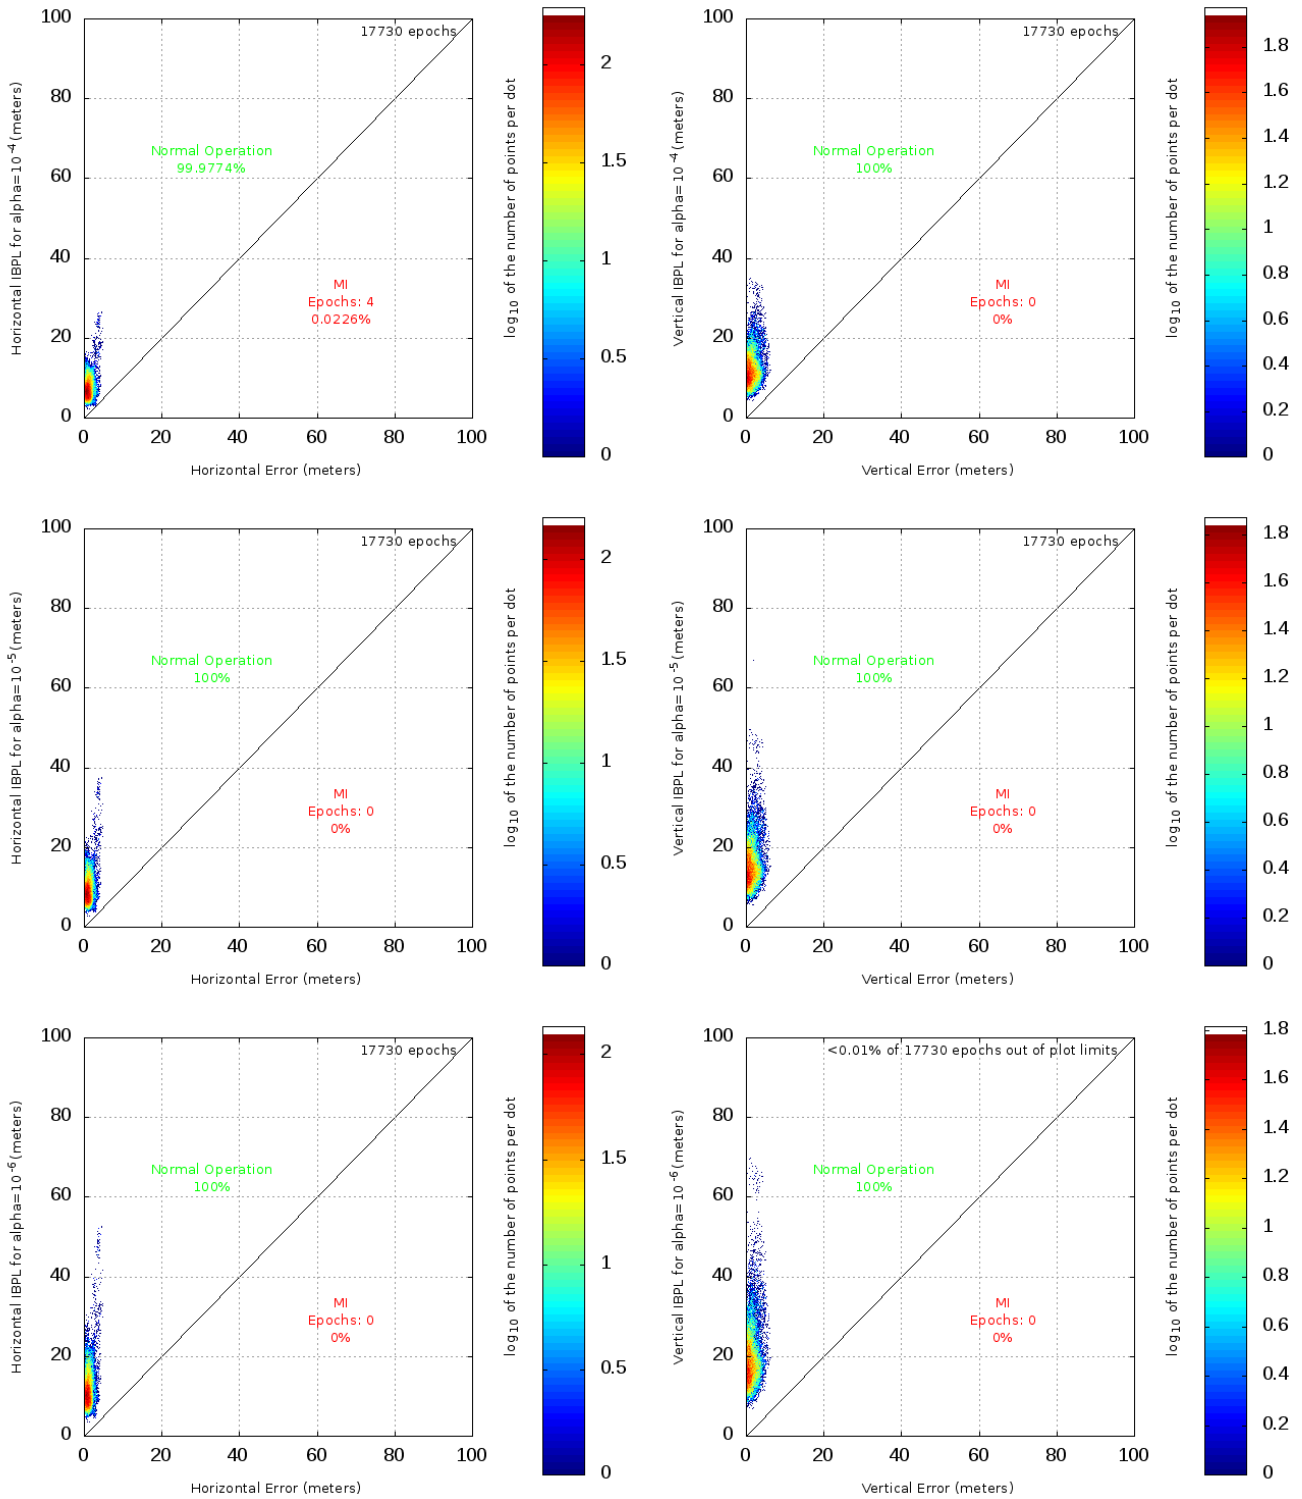 17730 epochs
Normal Operation
99.9774%
MI
Epochs: 4
0.0226%
100
80
60
40
20
0
0 20 40 60 80 100
Horizontal IBPL for alpha=10-4 (meters)
Horizontal Error (meters)
2
1.5
1
0.5
0
log10 of the number of points per dot
17730 epochs
Normal Operation
100%
MI
Epochs: 0
0%
100
80
60
40
20
0
0 20 40 60 80 100
Vertical IBPL for alpha=10-4 (meters)
Vertical Error (meters)
1.8
1.6
1.4
1.2
1
0.8
0.6
0.4
0.2
0
log10 of the number of points per dot
17730 epochs
Normal Operation
100%
MI
Epochs: 0
0%
100
80
60
40
20
0
0 20 40 60 80 100
Horizontal IBPL for alpha=10-5 (meters)
Horizontal Error (meters)
2
1.5
1
0.5
0
log10 of the number of points per dot
17730 epochs
Normal Operation
100%
MI
Epochs: 0
0%
100
80
60
40
20
0
0 20 40 60 80 100
Vertical IBPL for alpha=10-5 (meters)
Vertical Error (meters)
1.8
1.6
1.4
1.2
1
0.8
0.6
0.4
0.2
0
log10 of the number of points per dot
17730 epochs
Normal Operation
100%
MI
Epochs: 0
0%
100
80
60
40
20
0
0 20 40 60 80 100
Horizontal IBPL for alpha=10-6 (meters)
Horizontal Error (meters)
2
1.5
1
0.5
0
log10 of the number of points per dot
<0.01% of 17730 epochs out of plot limits
Normal Operation
100%
MI
Epochs: 0
0%
100
80
60
40
20
0
0 20 40 60 80 100
Vertical IBPL for alpha=10-6 (meters)
Vertical Error (meters)
1.8
1.6
1.4
1.2
1
0.8
0.6
0.4
0.2
0
log10 of the number of points per dot